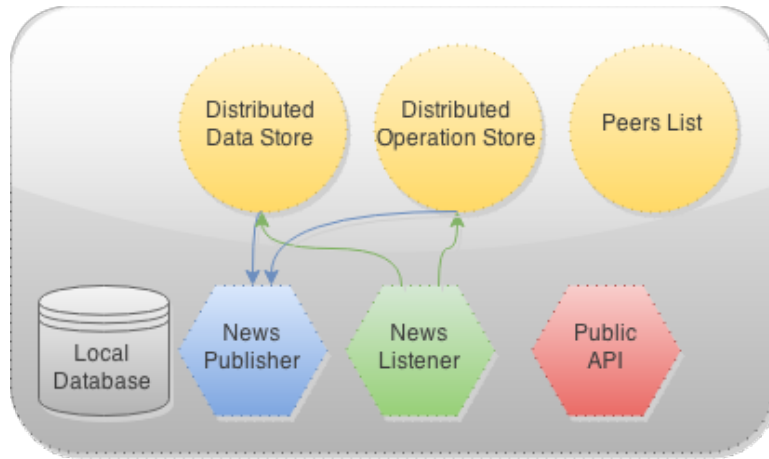 Distributed
Data Store
Distributed
Operation Store
Peers List
Local
Database
News
Publisher
News
Listener
Public
API